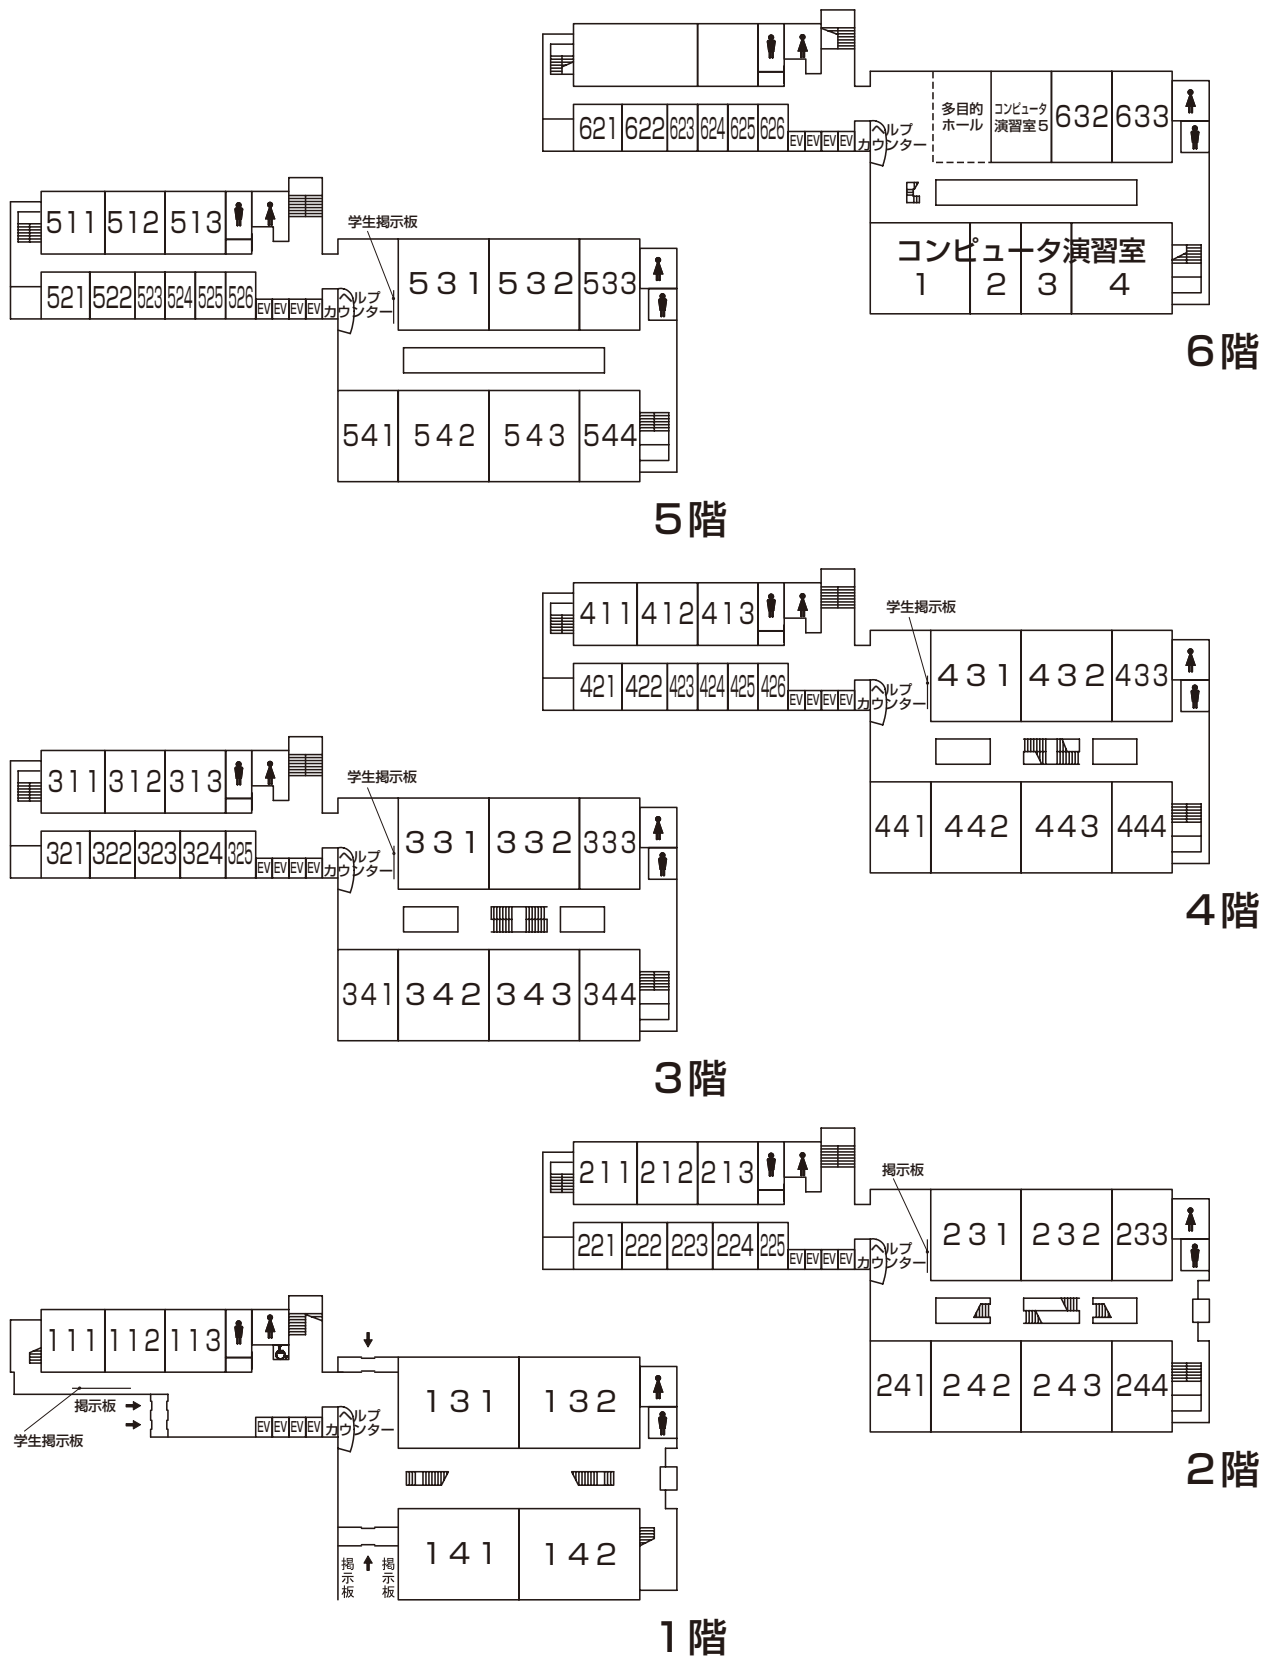 多目的
ホール
コンピュータ
演習室5
632
633
621
622
623
624
625
626
EV
EV
EV
EV
ヘルプ
カウンター
コンピュータ演習室
1
2
3
4
6階
511
512
513
学生掲示板
531
532
533
521
522
523
524
525
526
EV
EV
EV
EV
ヘルプ
カウンター
541
542
543
544
5階
411
412
413
学生掲示板
431
432
433
421
422
423
424
425
426
EV
EV
EV
EV
ヘルプ
カウンター
441
442
443
444
4階
311
312
313
学生掲示板
331
332
333
321
322
323
324
325
EV
EV
EV
EV
ヘルプ
カウンター
341
342
343
344
3階
211
212
213
掲示板
231
232
233
221
222
223
224
225
EV
EV
EV
EV
ヘルプ
カウンター
241
242
243
244
2階
111
112
113
131
132
掲示板
学生掲示板
EV
EV
EV
EV
ヘルプ
カウンター
141
142
掲示板
掲示板
1階